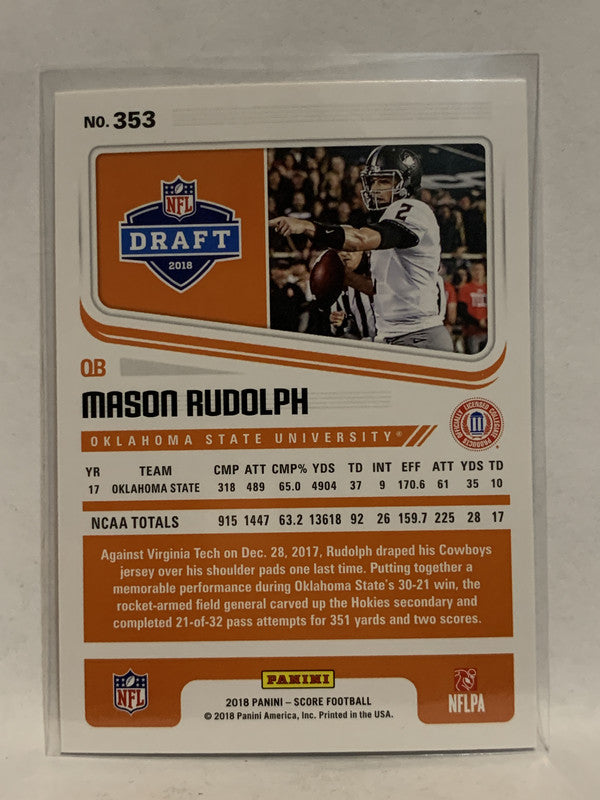 NO. 353
NFL
DRAFT
2018
2
QB
MASON RUDOLPH
OKLAHOMA STATE UNIVERSITY®
OFFICIALLY LICENSED COLLEGIATE PRODUCTS
YR TEAM CMP ATT CMP% YDS TD INT EFF ATT YDS TD
17 OKLAHOMA STATE 318 489 65.0 4904 37 9 170.6 61 35 10
NCAA TOTALS 915 1447 63.2 13618 92 26 159.7 225 28 17
Against Virginia Tech on Dec. 28, 2017, Rudolph draped his Cowboys
jersey over his shoulder pads one last time. Putting together a
memorable performance during Oklahoma State's 30-21 win, the
rocket-armed field general carved up the Hokies secondary and
completed 21-of-32 pass attempts for 351 yards and two scores.
NFL
PANINI
NFLPA
2018 PANINI – SCORE FOOTBALL
© 2018 Panini America, Inc. Printed in the USA.